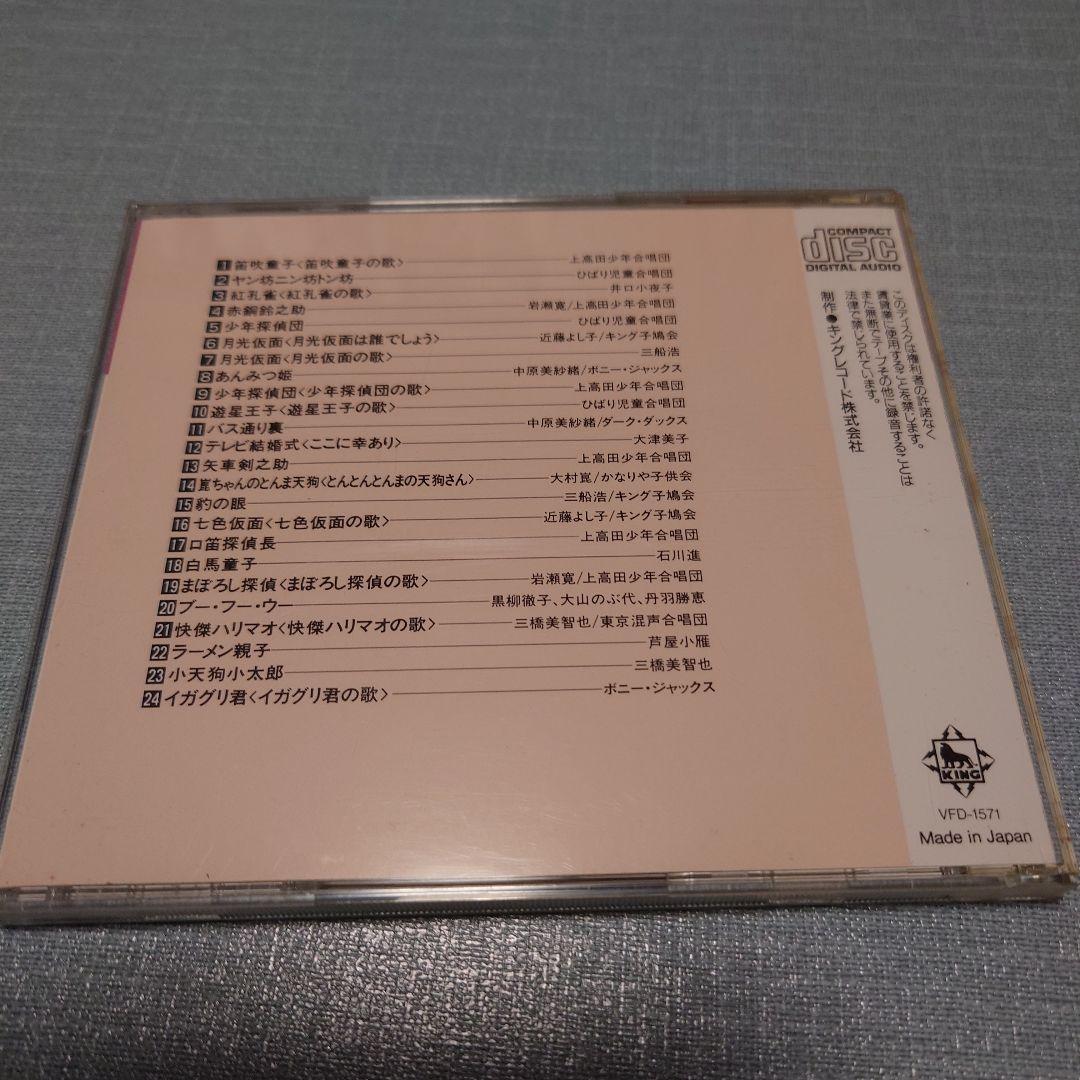 1 笛吹童子〈笛吹童子の歌〉 上高田少年合唱団
2 ヤン坊ニン坊トン坊 ひばり児童合唱団
3 紅孔雀〈紅孔雀の歌〉 井口小夜子
4 赤銅鈴之助 岩瀬寛/上高田少年合唱団
5 少年探偵団 ひばり児童合唱団
6 月光仮面〈月光仮面は誰でしょう〉 近藤よし子/キング子鳩会
7 月光仮面〈月光仮面の歌〉 三船浩
8 あんみつ姫 中原美紗緒/ボニー・ジャックス
9 少年探偵団〈少年探偵団の歌〉 上高田少年合唱団
10 遊星王子〈遊星王子の歌〉 ひばり児童合唱団
11 バス通り裏 中原美紗緒/ダーク・ダックス
12 テレビ結婚式〈ここに幸あり〉 大津美子
13 矢車剣之助 上高田少年合唱団
14 崑ちゃんのとんま天狗〈とんとんとんまの天狗さん〉 大村崑/かなりや子供会
15 豹の眼 三船浩/キング子鳩会
16 七色仮面〈七色仮面の歌〉 近藤よし子/キング子鳩会
17 口笛探偵長 上高田少年合唱団
18 白馬童子 石川進
19 まぼろし探偵〈まぼろし探偵の歌〉 岩瀬寛/上高田少年合唱団
20 ブー・フー・ウー 黒柳徹子、大山のぶ代、丹羽勝恵
21 快傑ハリマオ〈快傑ハリマオの歌〉 三橋美智也/東京混声合唱団
22 ラーメン親子 芦屋小雁
23 小天狗小太郎 三橋美智也
24 イガグリ君〈イガグリ君の歌〉 ボニー・ジャックス
COMPACT
disc
DIGITAL AUDIO
このディスクは権利者の許諾なく
賃貸業に使用することを禁じます。
また無断でテープその他に録音することは
法律で禁じられています。
制作●キングレコード株式会社
KING
VFD-1571
Made in Japan